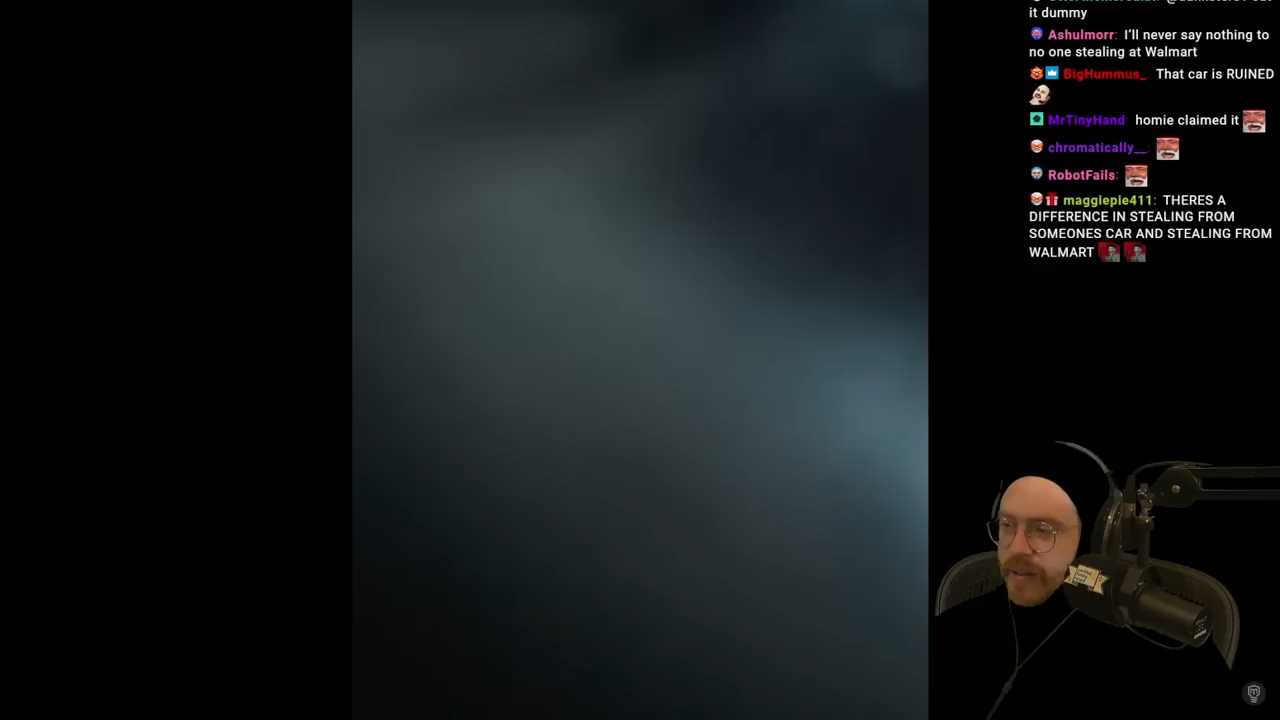 it dummy
Ashulmorr: I'll never say nothing to
no one stealing at Walmart
BigHummus_: That car is RUINED
MrTinyHand: homie claimed it
chromatically__:
RobotFails:
magglepie411: THERES A
DIFFERENCE IN STEALING FROM
SOMEONES CAR AND STEALING FROM
WALMART